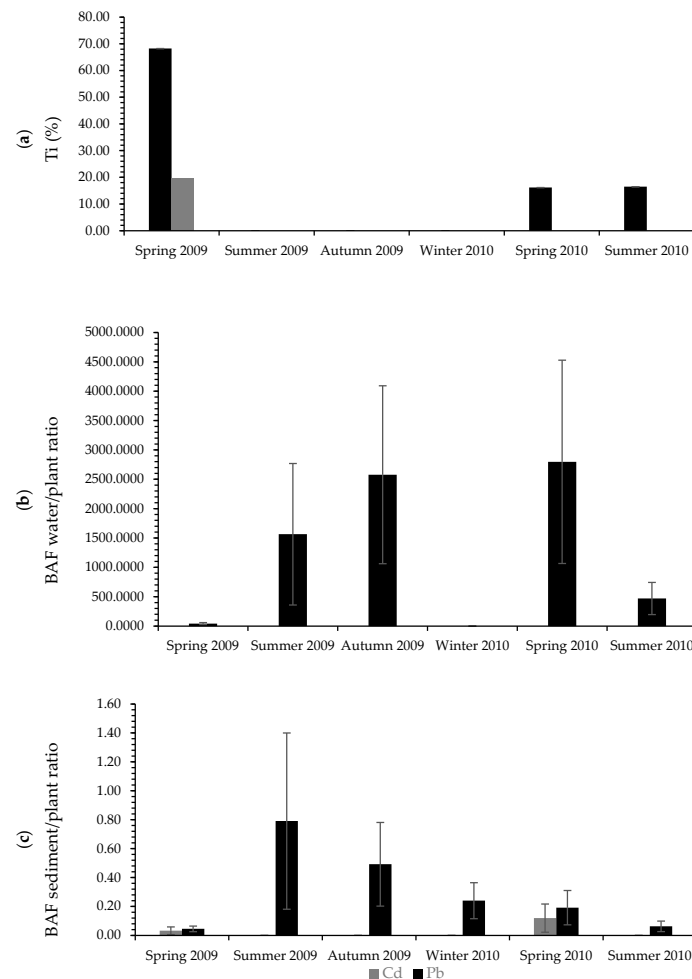 80.00
70.00
60.00
50.00
40.00
30.00
20.00
10.00
0.00
(a)
Ti (%)
Spring 2009 Summer 2009 Autumn 2009 Winter 2010 Spring 2010 Summer 2010
5000.0000
4500.0000
4000.0000
3500.0000
3000.0000
2500.0000
2000.0000
1500.0000
1000.0000
500.0000
0.0000
(b)
BAF water/plant ratio
Spring 2009 Summer 2009 Autumn 2009 Winter 2010 Spring 2010 Summer 2010
1.60
1.40
1.20
1.00
0.80
0.60
0.40
0.20
0.00
(c)
BAF sediment/plant ratio
Spring 2009 Summer 2009 Autumn 2009 Winter 2010 Spring 2010 Summer 2010
Cd Pb